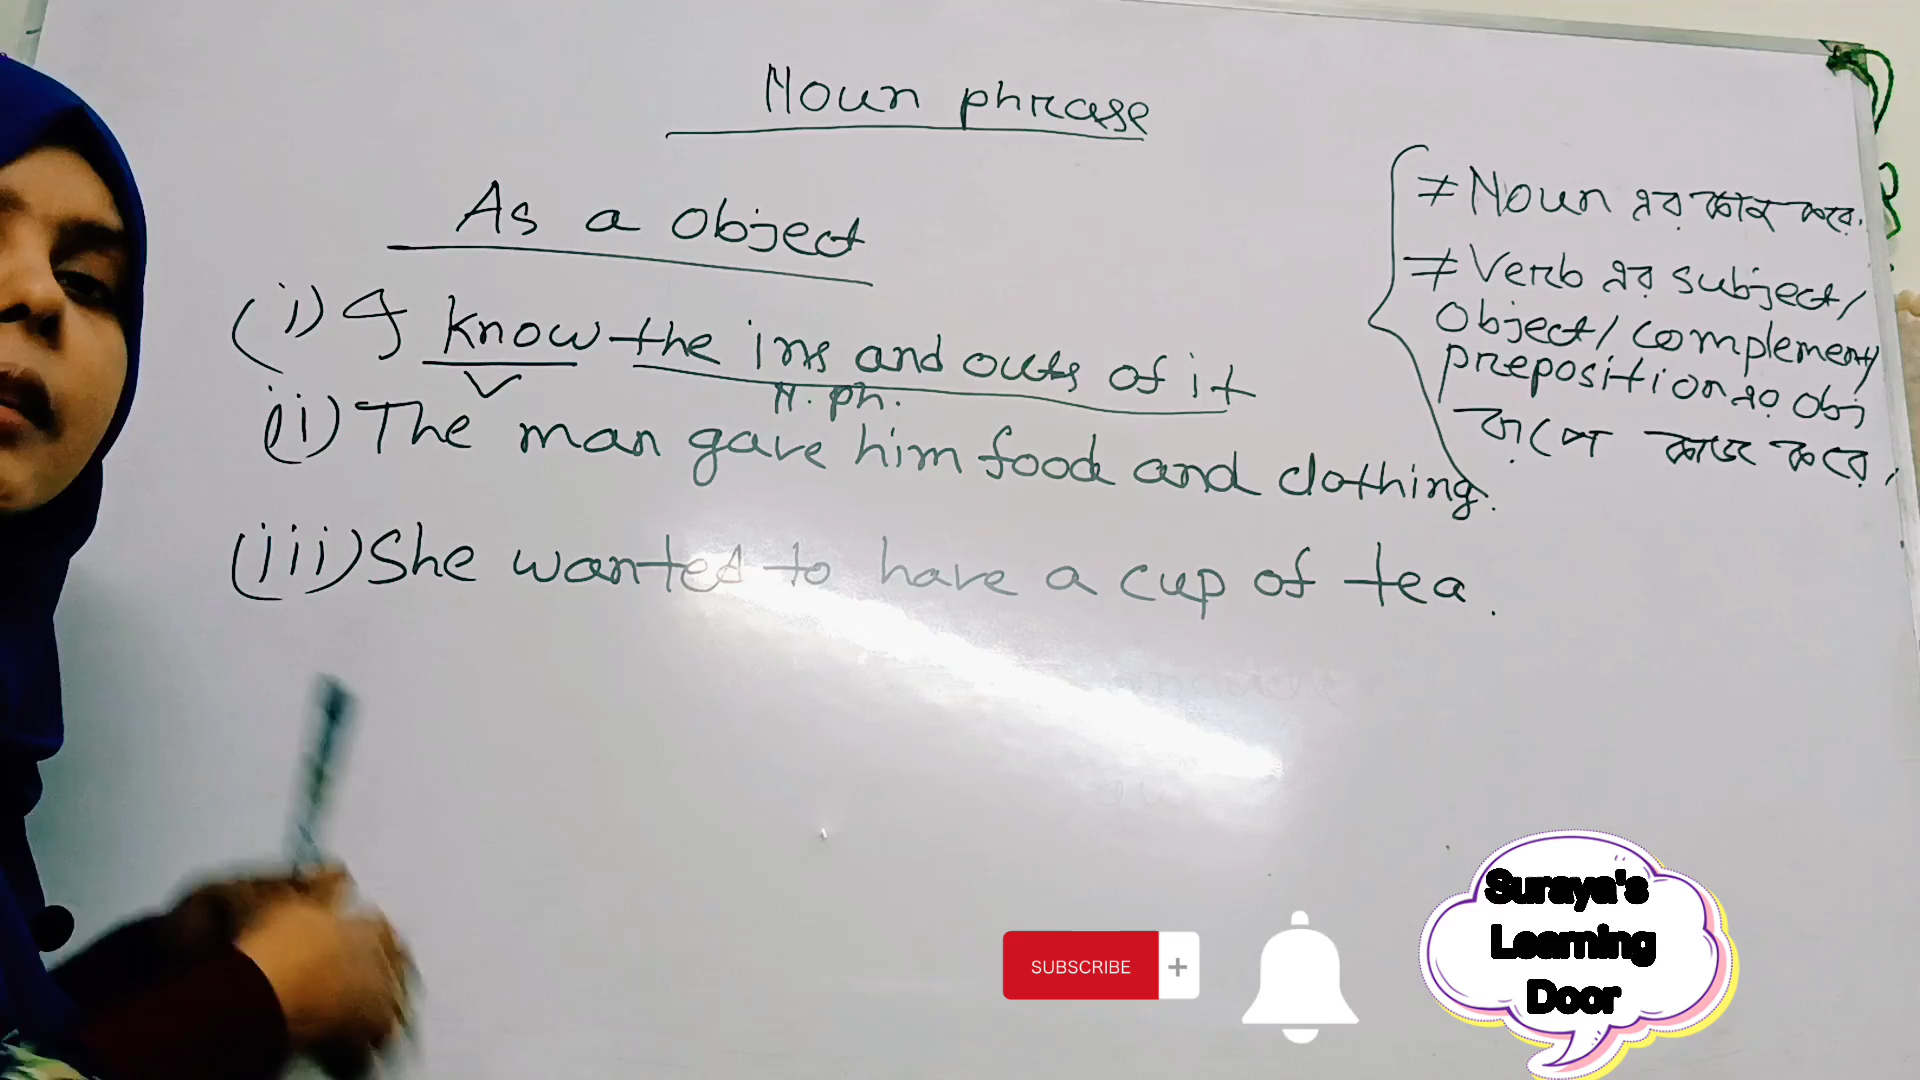 Noun phrase
As a object
(i) I know the ins and outs of it
V
N. ph.
(ii) The man gave him food and clothing.
(iii) She wanted to have a cup of tea.
≠ Noun এর কাজ করে.
≠ Verb এর subject/
object/ complement/
preposition এর obj
রূপে কাজ করে,
SUBSCRIBE +
Suraya's
Learning
Door